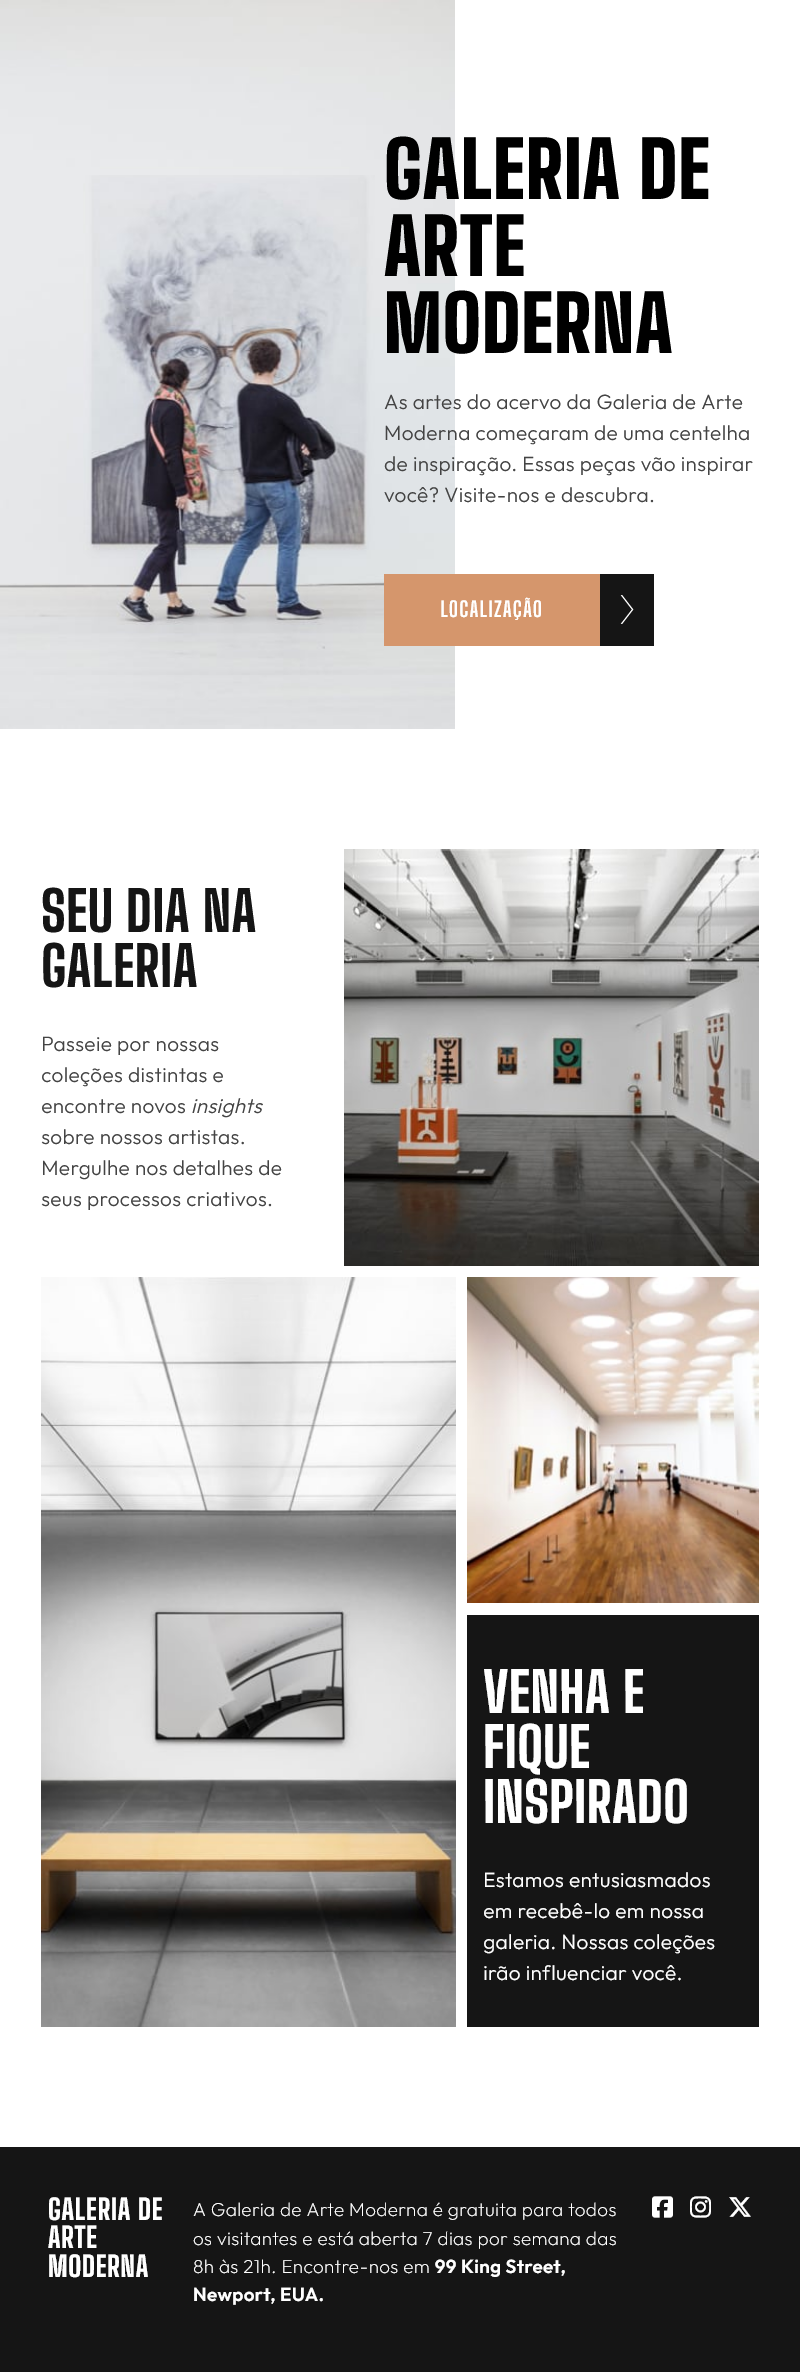 GALERIA DE
ARTE
MODERNA
As artes do acervo da Galeria de Arte
Moderna começaram de uma centelha
de inspiração. Essas peças vão inspirar
você? Visite-nos e descubra.
LOCALIZAÇÃO
SEU DIA NA
GALERIA
Passeie por nossas
coleções distintas e
encontre novos insights
sobre nossos artistas.
Mergulhe nos detalhes de
seus processos criativos.
VENHA E
FIQUE
INSPIRADO
Estamos entusiasmados
em recebê-lo em nossa
galeria. Nossas coleções
irão influenciar você.
GALERIA DE
ARTE
MODERNA
A Galeria de Arte Moderna é gratuita para todos
os visitantes e está aberta 7 dias por semana das
8h às 21h. Encontre-nos em 99 King Street,
Newport, EUA.